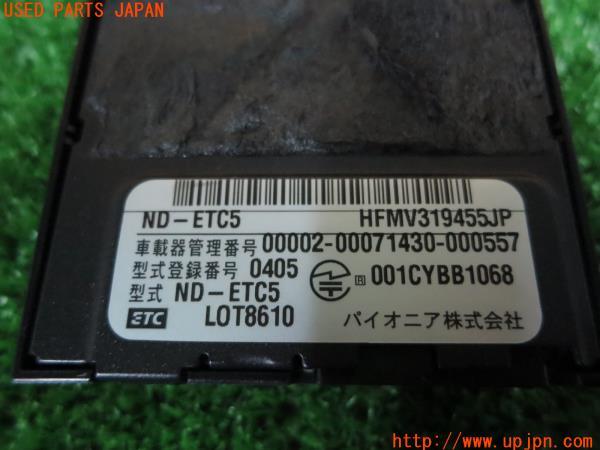 USED PARTS JAPAN
ND-ETC5 HFMV319455JP
車載器管理番号 00002-00071430-000557
型式登録番号 0405 R 001CYBB1068
型式 ND-ETC5
ETC LOT8610 パイオニア株式会社
http://www.upjpn.com/